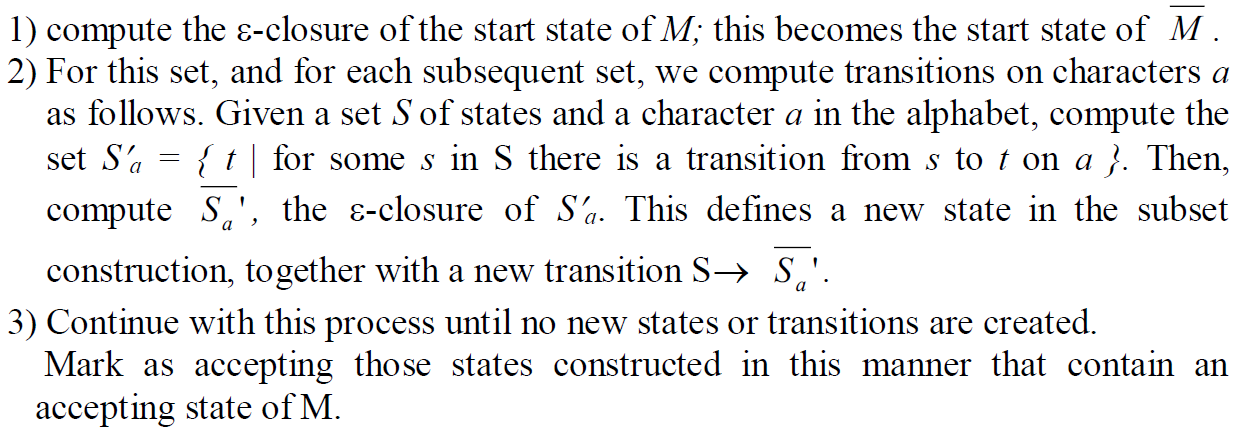 1) compute the ε-closure of the start state of M; this becomes the start state of M̅ .
2) For this set, and for each subsequent set, we compute transitions on characters a
as follows. Given a set S of states and a character a in the alphabet, compute the
set S′ₐ = { t | for some s in S there is a transition from s to t on a }. Then,
compute S̅ₐ', the ε-closure of S′ₐ. This defines a new state in the subset
construction, together with a new transition S→ S̅ₐ'.
3) Continue with this process until no new states or transitions are created.
Mark as accepting those states constructed in this manner that contain an
accepting state of M.